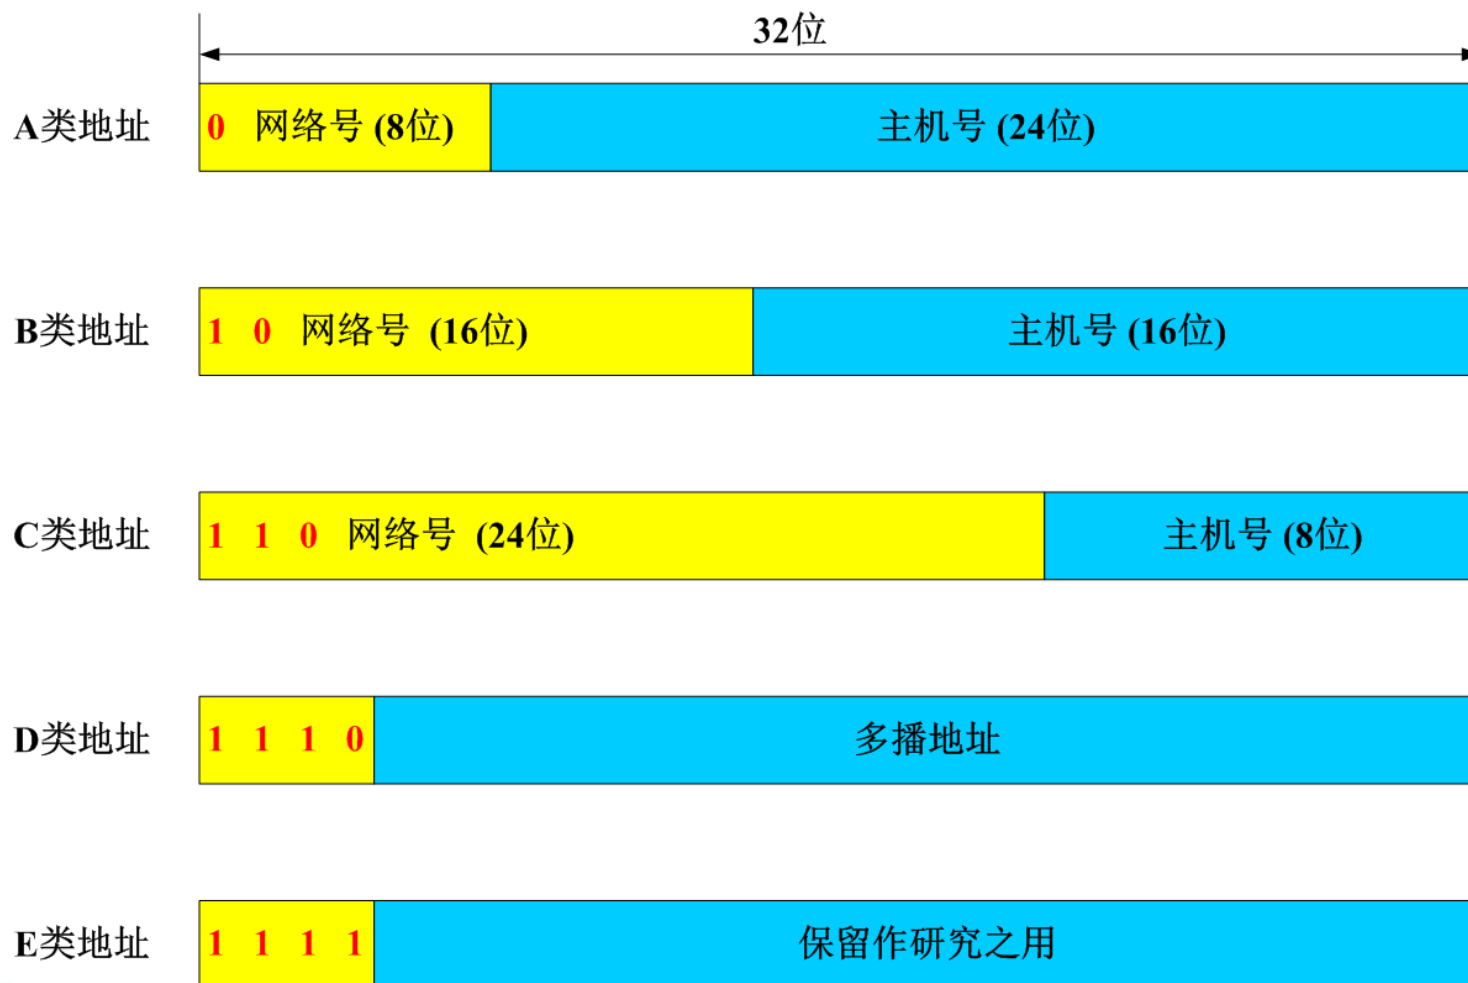 32位
A类地址 0 网络号 (8位) 主机号 (24位)
B类地址 1 0 网络号 (16位) 主机号 (16位)
C类地址 1 1 0 网络号 (24位) 主机号 (8位)
D类地址 1 1 1 0 多播地址
E类地址 1 1 1 1 保留作研究之用